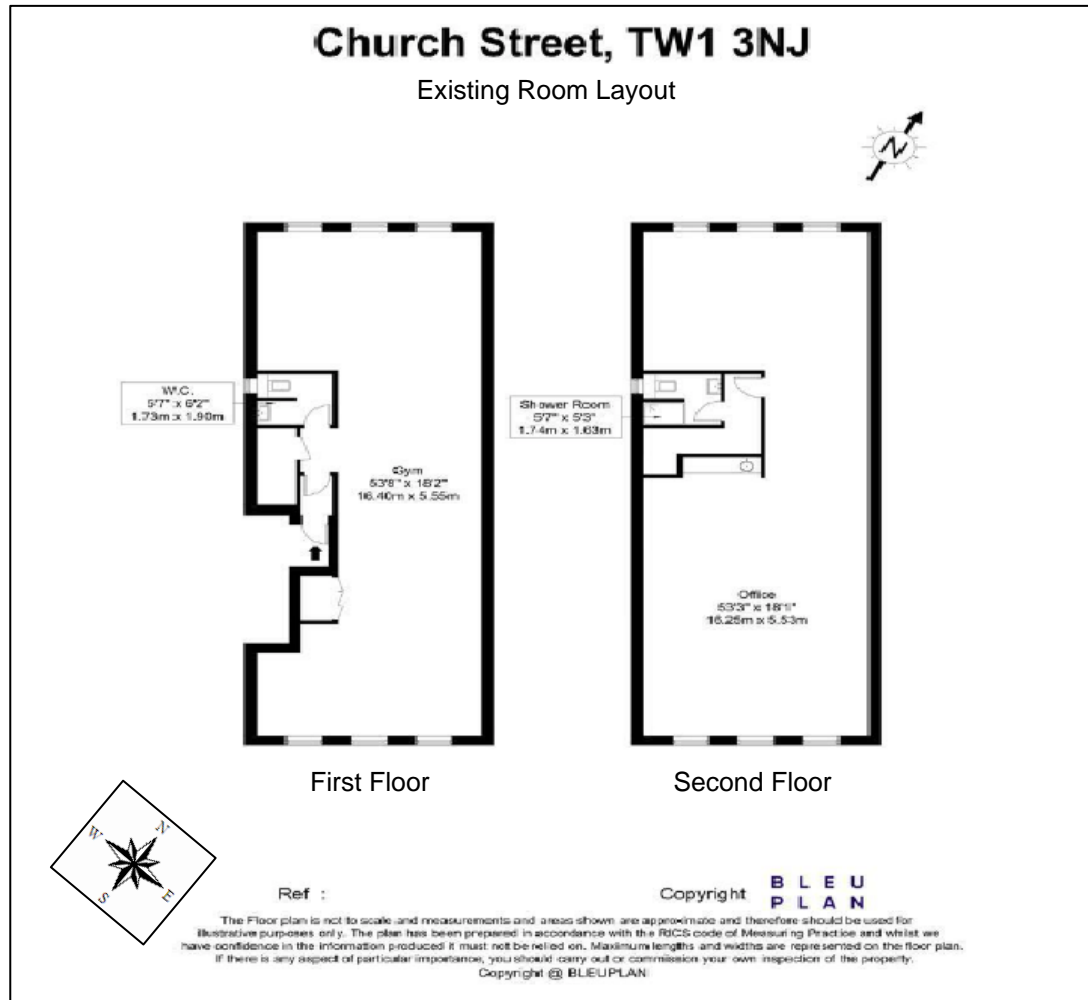 Church Street, TW1 3NJ
Existing Room Layout
N
W.C.
5'7" x 6'2"
1.73m x 1.90m
Gym
53'8" x 18'2"
16.40m x 5.55m
Shower Room
5'7" x 5'3"
1.74m x 1.63m
Office
53'3" x 18'1"
16.25m x 5.53m
First Floor
Second Floor
W
N
S
E
Ref :
Copyright
BLEU
PLAN
The Floor plan is not to scale and measurements and areas shown are approximate and therefore should be used for
illustrative purposes only. The plan has been prepared in accordance with the RICS code of Measuring Practice and whilst we
have confidence in the information produced it must not be relied on. Maximum lengths and widths are represented on the floor plan.
If there is any aspect of particular importance, you should carry out or commission your own inspection of the property.
Copyright @ BLEUPLAN